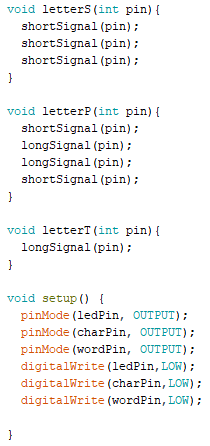 void letterS(int pin){
  shortSignal(pin);
  shortSignal(pin);
  shortSignal(pin);
}

void letterP(int pin){
  shortSignal(pin);
  longSignal(pin);
  longSignal(pin);
  shortSignal(pin);
}

void letterT(int pin){
  longSignal(pin);
}

void setup() {
  pinMode(ledPin, OUTPUT);
  pinMode(charPin, OUTPUT);
  pinMode(wordPin, OUTPUT);
  digitalWrite(ledPin,LOW);
  digitalWrite(charPin,LOW);
  digitalWrite(wordPin,LOW);

}